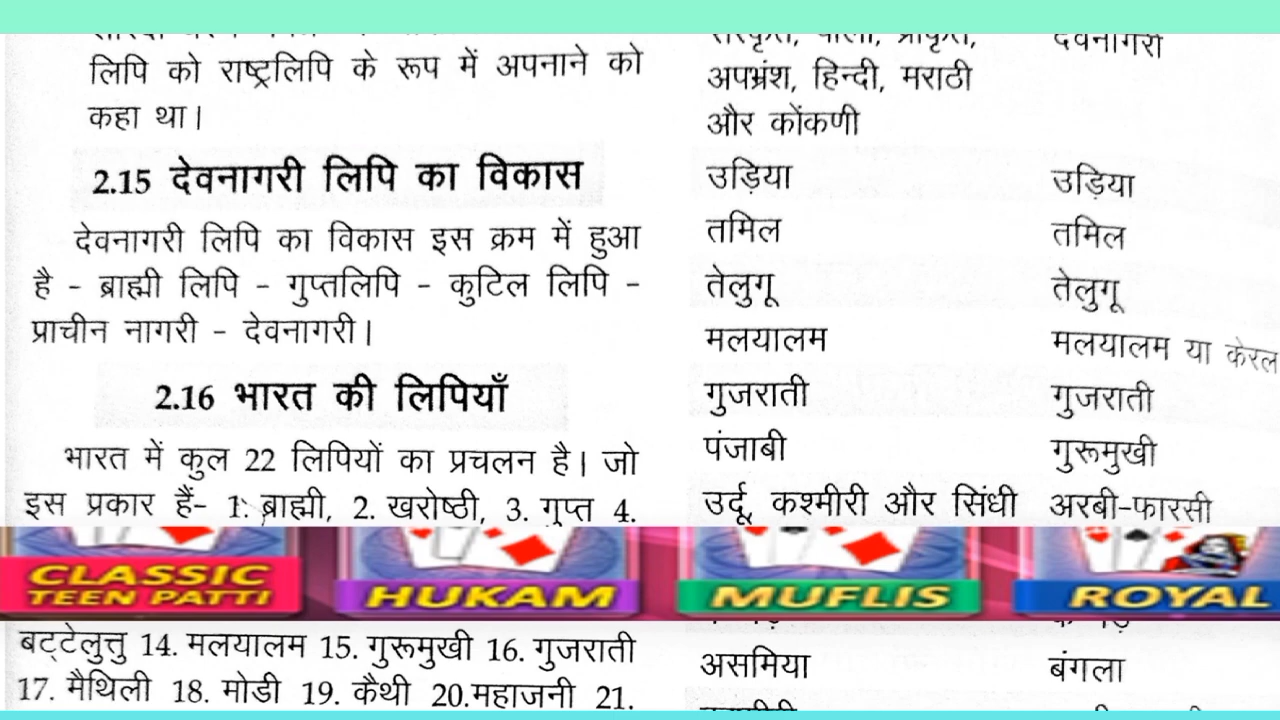 लिपि को राष्ट्रलिपि के रूप में अपनाने को
कहा था।
2.15 देवनागरी लिपि का विकास
देवनागरी लिपि का विकास इस क्रम में हुआ
है - ब्राह्मी लिपि - गुप्तलिपि - कुटिल लिपि -
प्राचीन नागरी - देवनागरी।
2.16 भारत की लिपियाँ
भारत में कुल 22 लिपियों का प्रचलन है। जो
इस प्रकार हैं- 1. ब्राह्मी, 2. खरोष्ठी, 3. गुप्त 4.
बट्टेलुत्तु 14. मलयालम 15. गुरूमुखी 16. गुजराती
17. मैथिली 18. मोडी 19. कैथी 20.महाजनी 21.
संस्कृत, पाली, प्राकृत, देवनागरी
अपभ्रंश, हिन्दी, मराठी
और कोंकणी
उड़िया उड़िया
तमिल तमिल
तेलुगू तेलुगू
मलयालम मलयालम या केरल
गुजराती गुजराती
पंजाबी गुरूमुखी
उर्दू, कश्मीरी और सिंधी अरबी-फारसी
असमिया बंगला
CLASSIC
TEEN PATTI
HUKAM
MUFLIS
ROYAL